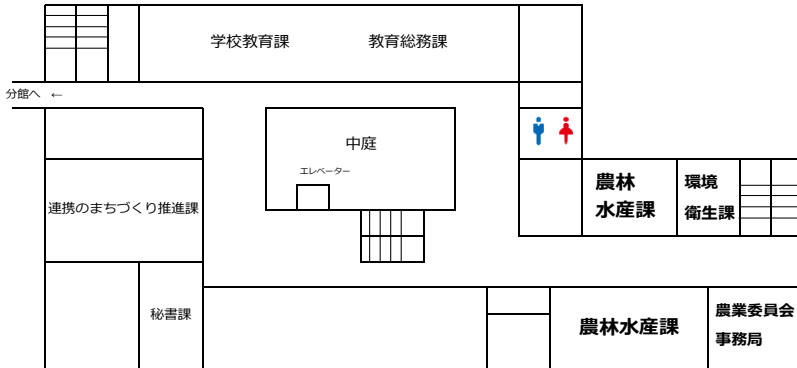 学校教育課
教育総務課
分館へ ←
中庭
エレベーター
農林
水産課
環境
衛生課
連携のまちづくり推進課
秘書課
農林水産課
農業委員会
事務局